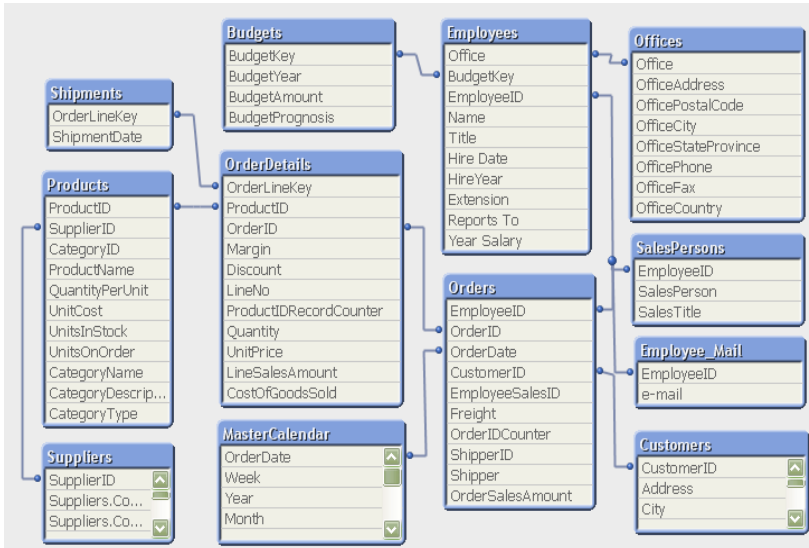 Budgets
BudgetKey
BudgetYear
BudgetAmount
BudgetPrognosis
Employees
Office
BudgetKey
EmployeeID
Name
Title
Hire Date
HireYear
Extension
Reports To
Year Salary
Offices
Office
OfficeAddress
OfficePostalCode
OfficeCity
OfficeStateProvince
OfficePhone
OfficeFax
OfficeCountry
Shipments
OrderLineKey
ShipmentDate
Products
ProductID
SupplierID
CategoryID
ProductName
QuantityPerUnit
UnitCost
UnitsInStock
UnitsOnOrder
CategoryName
CategoryDescrip...
CategoryType
OrderDetails
OrderLineKey
ProductID
OrderID
Margin
Discount
LineNo
ProductIDRecordCounter
Quantity
UnitPrice
LineSalesAmount
CostOfGoodsSold
Orders
EmployeeID
OrderID
OrderDate
CustomerID
EmployeeSalesID
Freight
OrderIDCounter
ShipperID
Shipper
OrderSalesAmount
SalesPersons
EmployeeID
SalesPerson
SalesTitle
Employee_Mail
EmployeeID
e-mail
Suppliers
SupplierID
Suppliers.Co...
Suppliers.Co...
MasterCalendar
OrderDate
Week
Year
Month
Customers
CustomerID
Address
City